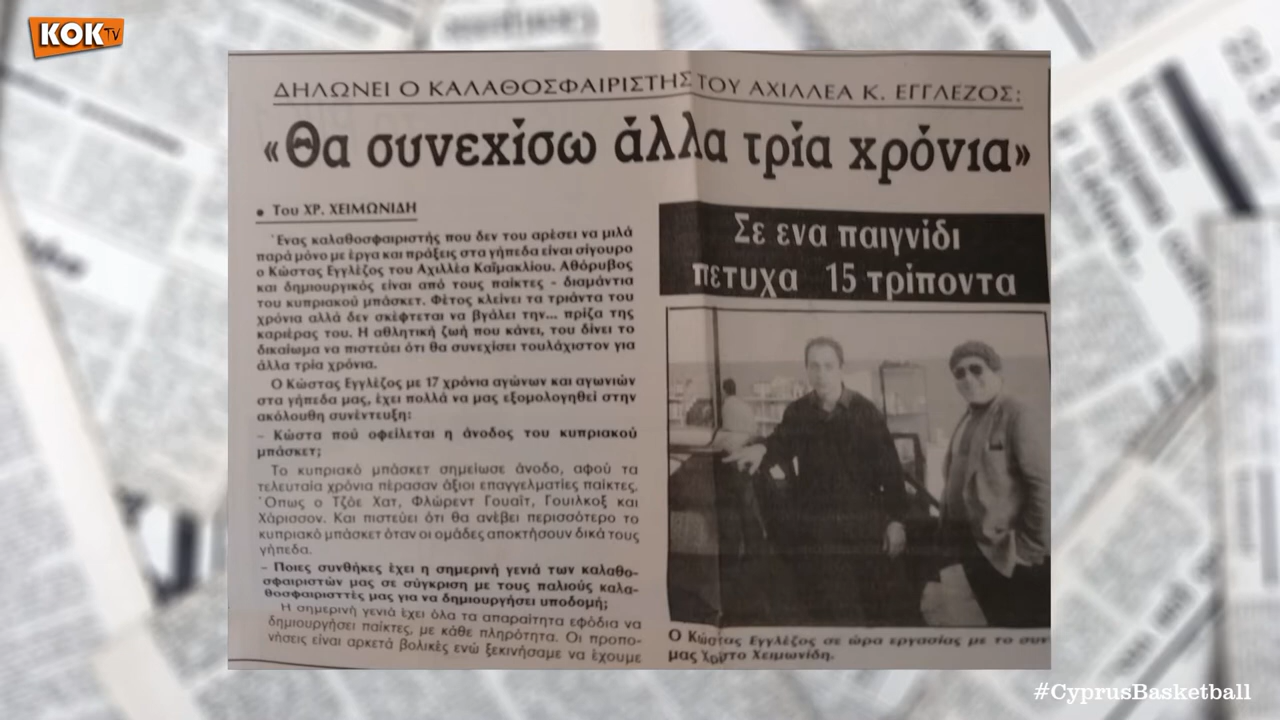 KOK TV
ΔΗΛΩΝΕΙ Ο ΚΑΛΑΘΟΣΦΑΙΡΙΣΤΗΣ ΤΟΥ ΑΧΙΛΛΕΑ Κ. ΕΓΓΛΕΖΟΣ:
«Θα συνεχίσω άλλα τρία χρόνια»
• Του ΧΡ. ΧΕΙΜΩΝΙΔΗ
Ένας καλαθοσφαιριστής που δεν του αρέσει να μιλά
παρά μόνο με έργα και πράξεις στα γήπεδα είναι σίγουρο
ο Κώστας Εγγλέζος του Αχιλλέα Καϊμακλίου. Αθόρυβος
και δημιουργικός είναι από τους παίκτες - διαμάντια
του κυπριακού μπάσκετ. Φέτος κλείνει τα τριάντα του
χρόνια αλλά δεν σκέφτεται να βγάλει την... πρίζα της
καριέρας του. Η αθλητική ζωή που κάνει, του δίνει το
δικαίωμα να πιστεύει ότι θα συνεχίσει τουλάχιστον για
άλλα τρία χρόνια.
Ο Κώστας Εγγλέζος με 17 χρόνια αγώνων και αγωνιών
στα γήπεδα μας, έχει πολλά να μας εξομολογηθεί στην
ακόλουθη συνέντευξη:
– Κώστα πού οφείλεται η άνοδος του κυπριακού
μπάσκετ;
Το κυπριακό μπάσκετ σημείωσε άνοδο, αφού τα
τελευταία χρόνια πέρασαν άξιοι επαγγελματίες παίκτες.
Όπως ο Τζόε Χατ, Φλώρεντ Γουαίτ, Γουιλκοξ και
Χάρισσον. Και πιστεύει ότι θα ανέβει περισσότερο το
κυπριακό μπάσκετ όταν οι ομάδες αποκτήσουν δικά τους
γήπεδα.
– Ποιες συνθήκες έχει η σημερινή γενιά των καλαθο-
σφαιριστών μας σε σύγκριση με τους παλιούς καλα-
θοσφαιριστές μας για να δημιουργήσει υποδομή;
Η σημερινή γενιά έχει όλα τα απαραίτητα εφόδια να
δημιουργήσει παίκτες, με κάθε πληρότητα. Οι προπο-
νήσεις είναι αρκετά βολικές ενώ ξεκινήσαμε να έχουμε
Σε ενα παιγνίδι
πετυχα 15 τρίποντα
Ο Κώστας Εγγλέζος σε ώρα εργασίας με το συν
μας Χρίστο Χειμωνίδη.
#CyprusBasketball